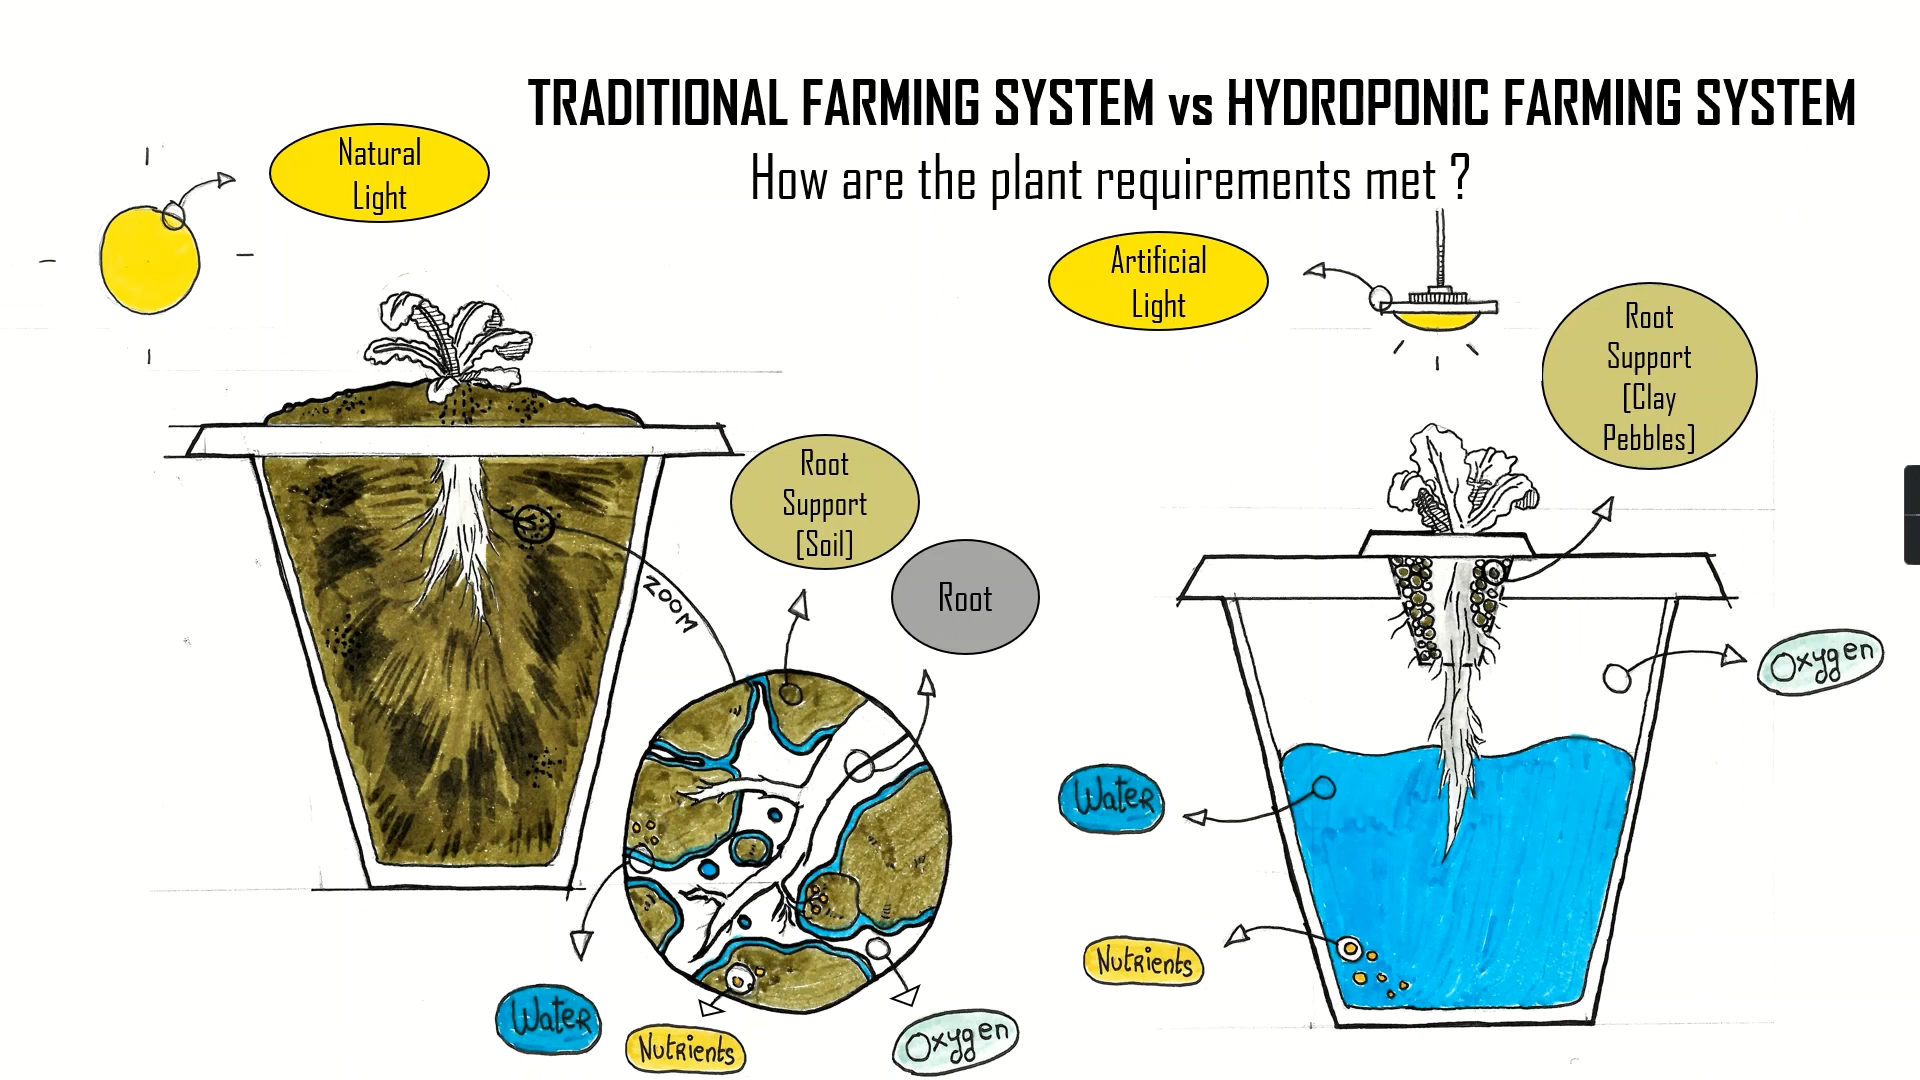 TRADITIONAL FARMING SYSTEM vs HYDROPONIC FARMING SYSTEM
How are the plant requirements met ?
Natural
Light
Root
Support
[Soil]
Root
ZOOM
Water
Nutrients
Oxygen
Artificial
Light
Root
Support
[Clay
Pebbles]
Oxygen
Water
Nutrients